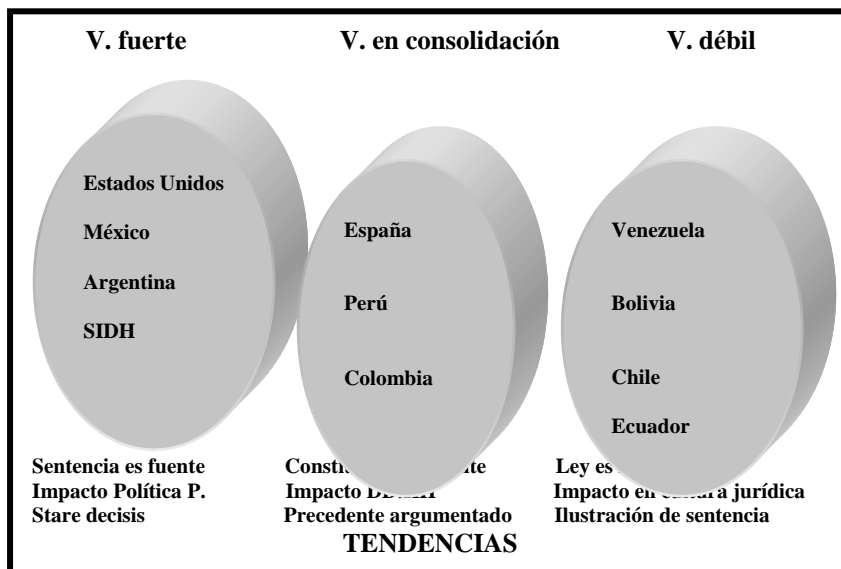 V. fuerte
V. en consolidación
V. débil
Estados Unidos
México
Argentina
SIDH
España
Perú
Colombia
Venezuela
Bolivia
Chile
Ecuador
Sentencia es fuente
Impacto Política P.
Stare decisis
Impacto
Precedente argumentado
Ley es
Impacto en jurídica
Ilustración de sentencia
TENDENCIAS